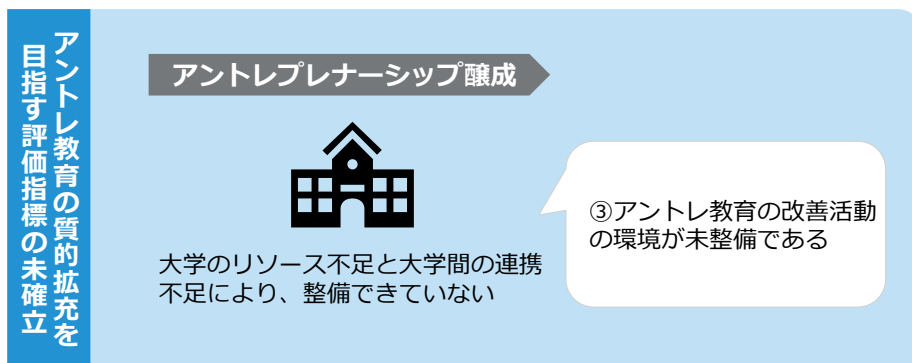 アントレ教育の質的拡充を
目指す評価指標の未確立
アントレプレナーシップ醸成
大学のリソース不足と大学間の連携
不足により、整備できていない
③アントレ教育の改善活動
の環境が未整備である